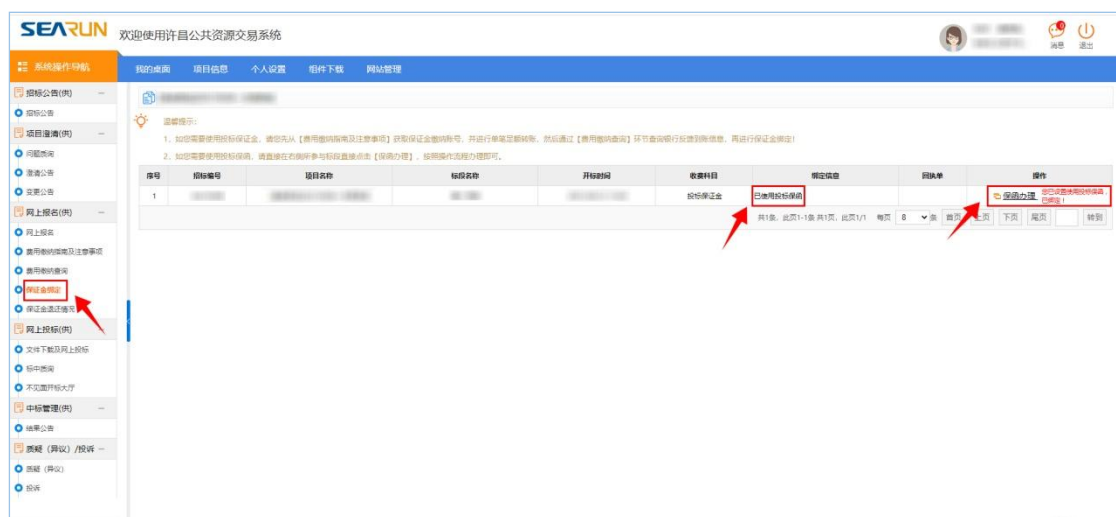 SEARUN
欢迎使用许昌公共资源交易系统
消息 退出
系统操作导航
我的桌面 项目信息 个人设置 组件下载 网站管理
招标公告(供)
招标公告
项目澄清(供)
问题质询
澄清公告
变更公告
网上报名(供)
网上报名
费用缴纳指南及注意事项
费用缴纳查询
保证金绑定
保证金退还情况
网上投标(供)
文件下载及网上投标
标中质询
不见面开标大厅
中标管理(供)
结果公告
质疑（异议）/投诉
质疑（异议）
投诉
温馨提示：
1、如您需要使用投标保证金，请您先从【费用缴纳指南及注意事项】获取保证金缴纳账号，并进行单笔足额转账，然后通过【费用缴纳查询】环节查询银行反馈到账信息，再进行保证金绑定！
2、如您需要使用投标保函，请直接在右侧所参与标段直接点击【保函办理】，按照操作流程办理即可。
序号 招标编号 项目名称 标段名称 开标时间 收费科目 绑定信息 回执单 操作
1 投标保证金 已使用投标保函 保函办理 您已设置使用投标保函，
已绑定！
共1条，此页1-1条 共1页，此页1/1 每页 8 条 首页 上页 下页 尾页 转到